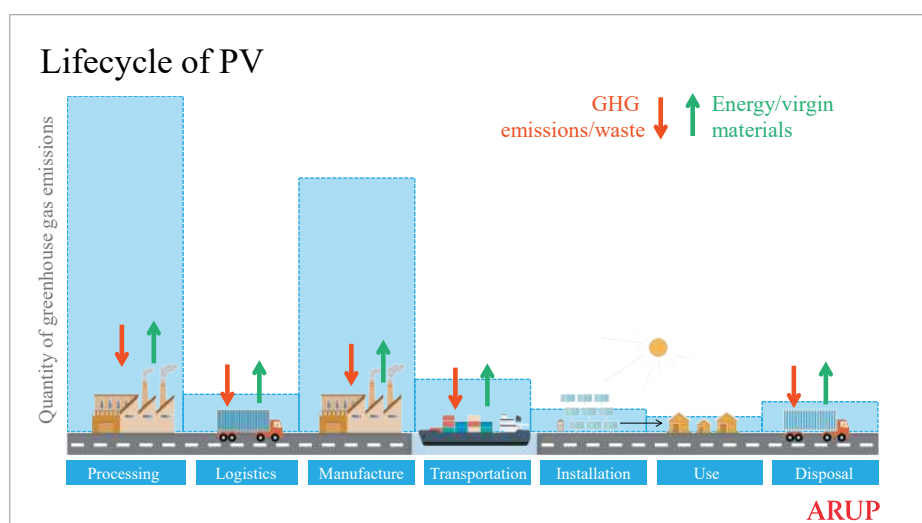 Lifecycle of PV
GHG
emissions/waste
Energy/virgin
materials
Quantity of greenhouse gas emissions
Processing
Logistics
Manufacture
Transportation
Installation
Use
Disposal
ARUP